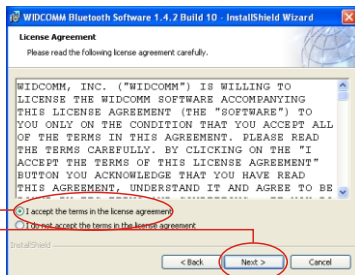 WIDCOMM Bluetooth Software 1.4.2 Build 10 - InstallShield Wizard
License Agreement
Please read the following license agreement carefully.
WIDCOMM, INC. ("WIDCOMM") IS WILLING TO
LICENSE THE WIDCOMM SOFTWARE ACCOMPANYING
THIS LICENSE AGREEMENT (THE "SOFTWARE") TO
YOU ONLY ON THE CONDITION THAT YOU ACCEPT ALL
OF THE TERMS IN THIS AGREEMENT. PLEASE READ
THE TERMS CAREFULLY. BY CLICKING ON THE "I
ACCEPT THE TERMS OF THIS LICENSE AGREEMENT"
BUTTON YOU ACKNOWLEDGE THAT YOU HAVE READ
THIS AGREEMENT, UNDERSTAND IT AND AGREE TO BE
I accept the terms in the license agreement
I do not accept the terms in the license agreement
InstallShield
< Back Next > Cancel